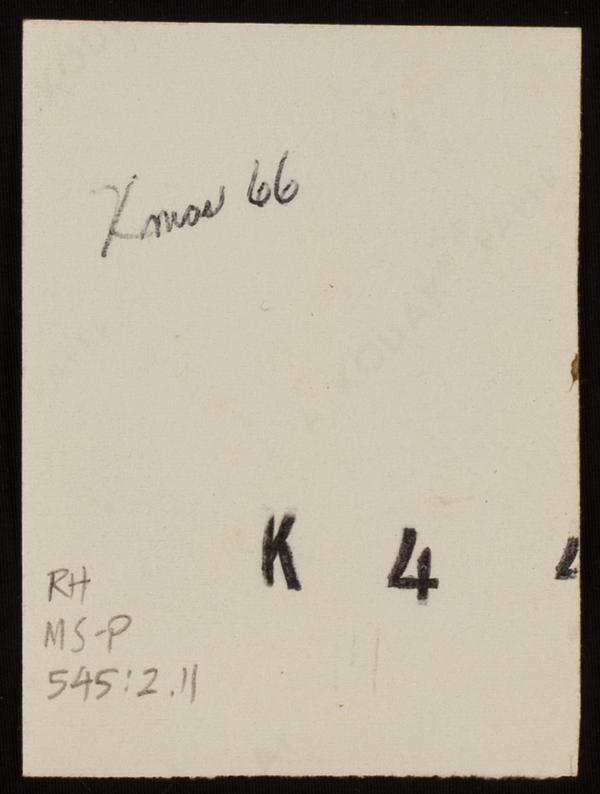 Xmas 66
K 4
RH
MS-P
545:2.11